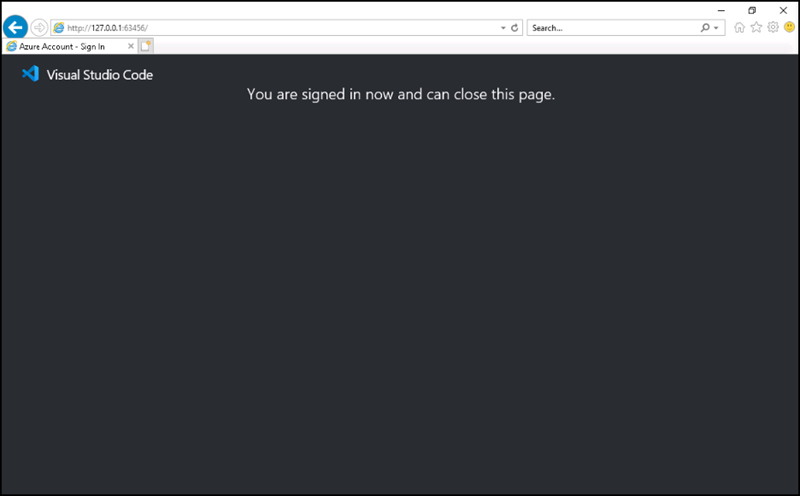 http://127.0.0.1:63456/
Search...
Azure Account - Sign In
Visual Studio Code
You are signed in now and can close this page.